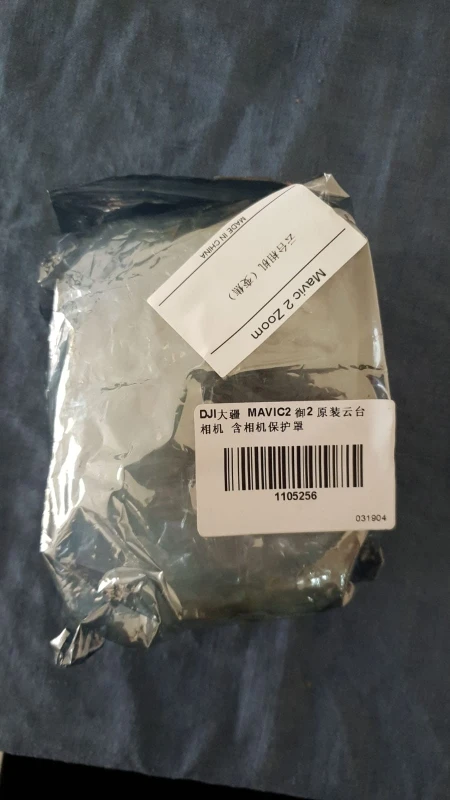 MADE IN CHINA
云台相机（变焦）
Mavic 2 Zoom
DJI大疆 MAVIC2 御2 原装云台
相机 含相机保护罩
1105256
031904